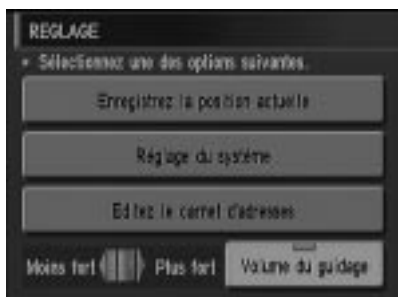 REGLAGE
• Sélectionnez une des options suivantes.
Enregistrez la position actuelle
Réglage du système
Editez le carnet d'adresses
Moins fort Plus fort Volume du guidage